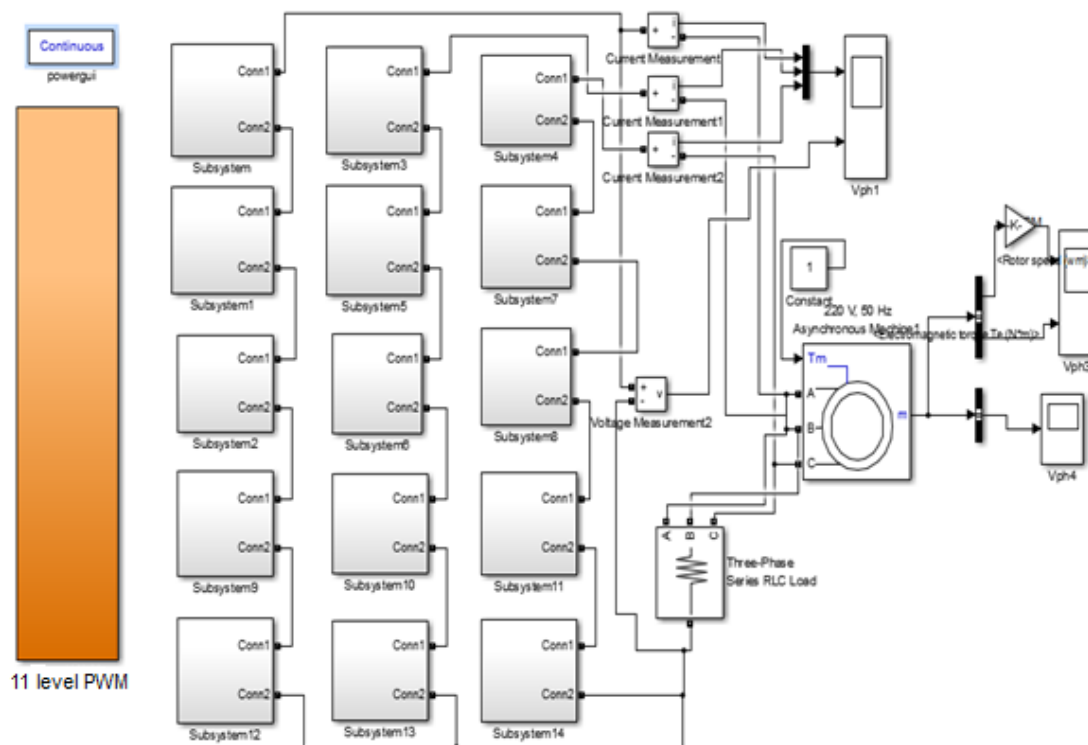 Continuous
powergui
11 level PWM
Conn1
Conn2
Subsystem
Conn1
Conn2
Subsystem1
Conn1
Conn2
Subsystem2
Conn1
Conn2
Subsystem9
Conn1
Conn2
Subsystem12
Conn1
Conn2
Subsystem3
Conn1
Conn2
Subsystem5
Conn1
Conn2
Subsystem6
Conn1
Conn2
Subsystem10
Conn1
Conn2
Subsystem13
Conn1
Conn2
Subsystem4
Conn1
Conn2
Subsystem7
Conn1
Conn2
Subsystem8
Conn1
Conn2
Subsystem11
Conn1
Conn2
Subsystem14
+ i -
Current Measurement
+ i -
Current Measurement1
+ i -
Current Measurement2
Vph1
+ - v
Voltage Measurement2
1
Constant
220 V, 50 Hz
Asynchronous Machine1
Tm
A
B
C
m
-K-
<Rotor speed (wm)
<Electromagnetic torque Te (N*m)>
Vph3
Vph4
A B C
Three-Phase
Series RLC Load